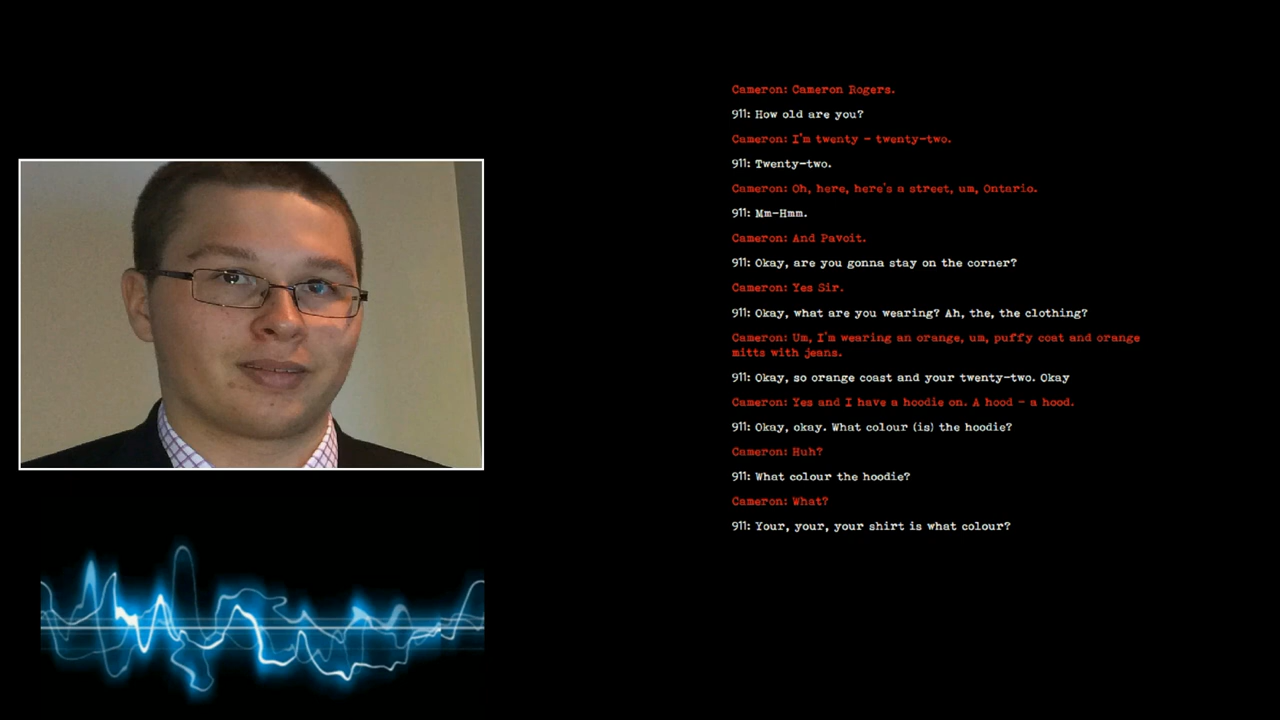 Cameron: Cameron Rogers.
911: How old are you?
Cameron: I'm twenty - twenty-two.
911: Twenty-two.
Cameron: Oh, here, here's a street, um, Ontario.
911: Mm-Hmm.
Cameron: And Pavoit.
911: Okay, are you gonna stay on the corner?
Cameron: Yes Sir.
911: Okay, what are you wearing? Ah, the, the clothing?
Cameron: Um, I'm wearing an orange, um, puffy coat and orange
mitts with jeans.
911: Okay, so orange coast and your twenty-two. Okay
Cameron: Yes and I have a hoodie on. A hood - a hood.
911: Okay, okay. What colour (is) the hoodie?
Cameron: Huh?
911: What colour the hoodie?
Cameron: What?
911: Your, your, your shirt is what colour?